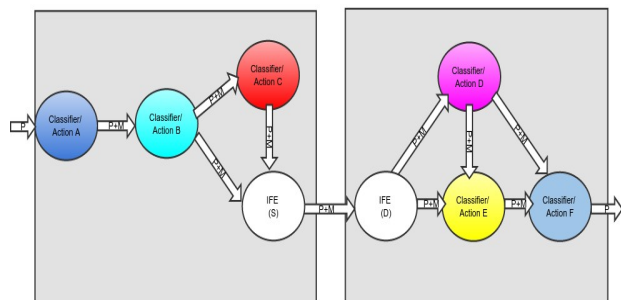 P
Classifier/
Action A
P+M
Classifier/
Action B
P+M
Classifier/
Action C
P+M
P+M
IFE
(S)
P+M
IFE
(D)
P+M
Classifier/
Action D
P+M
P+M
P+M
Classifier/
Action E
P+M
Classifier/
Action F
P